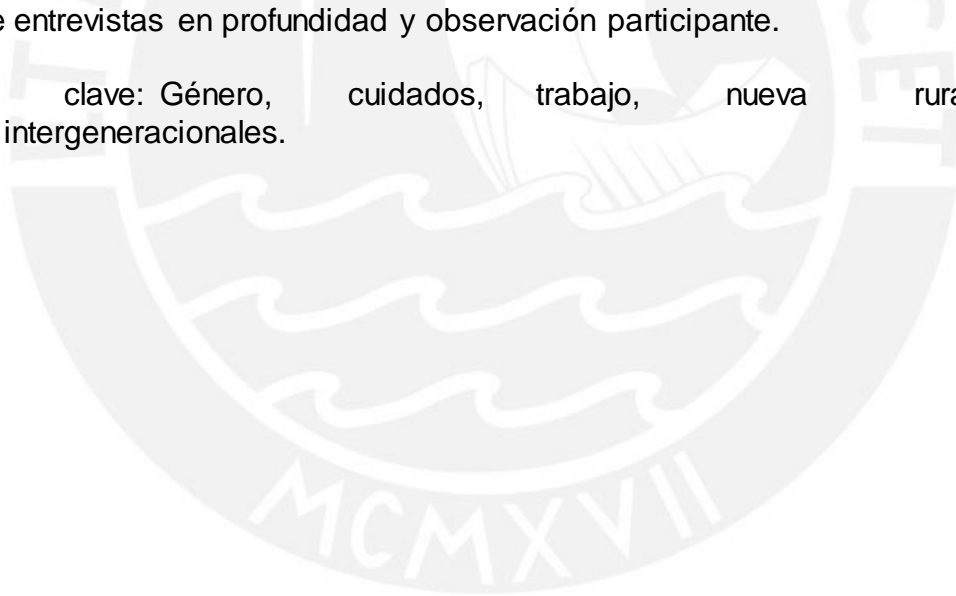 e entrevistas en profundidad y observación participante.
clave: Género, cuidados, trabajo, nueva rura
intergeneracionales.
MCMXVII